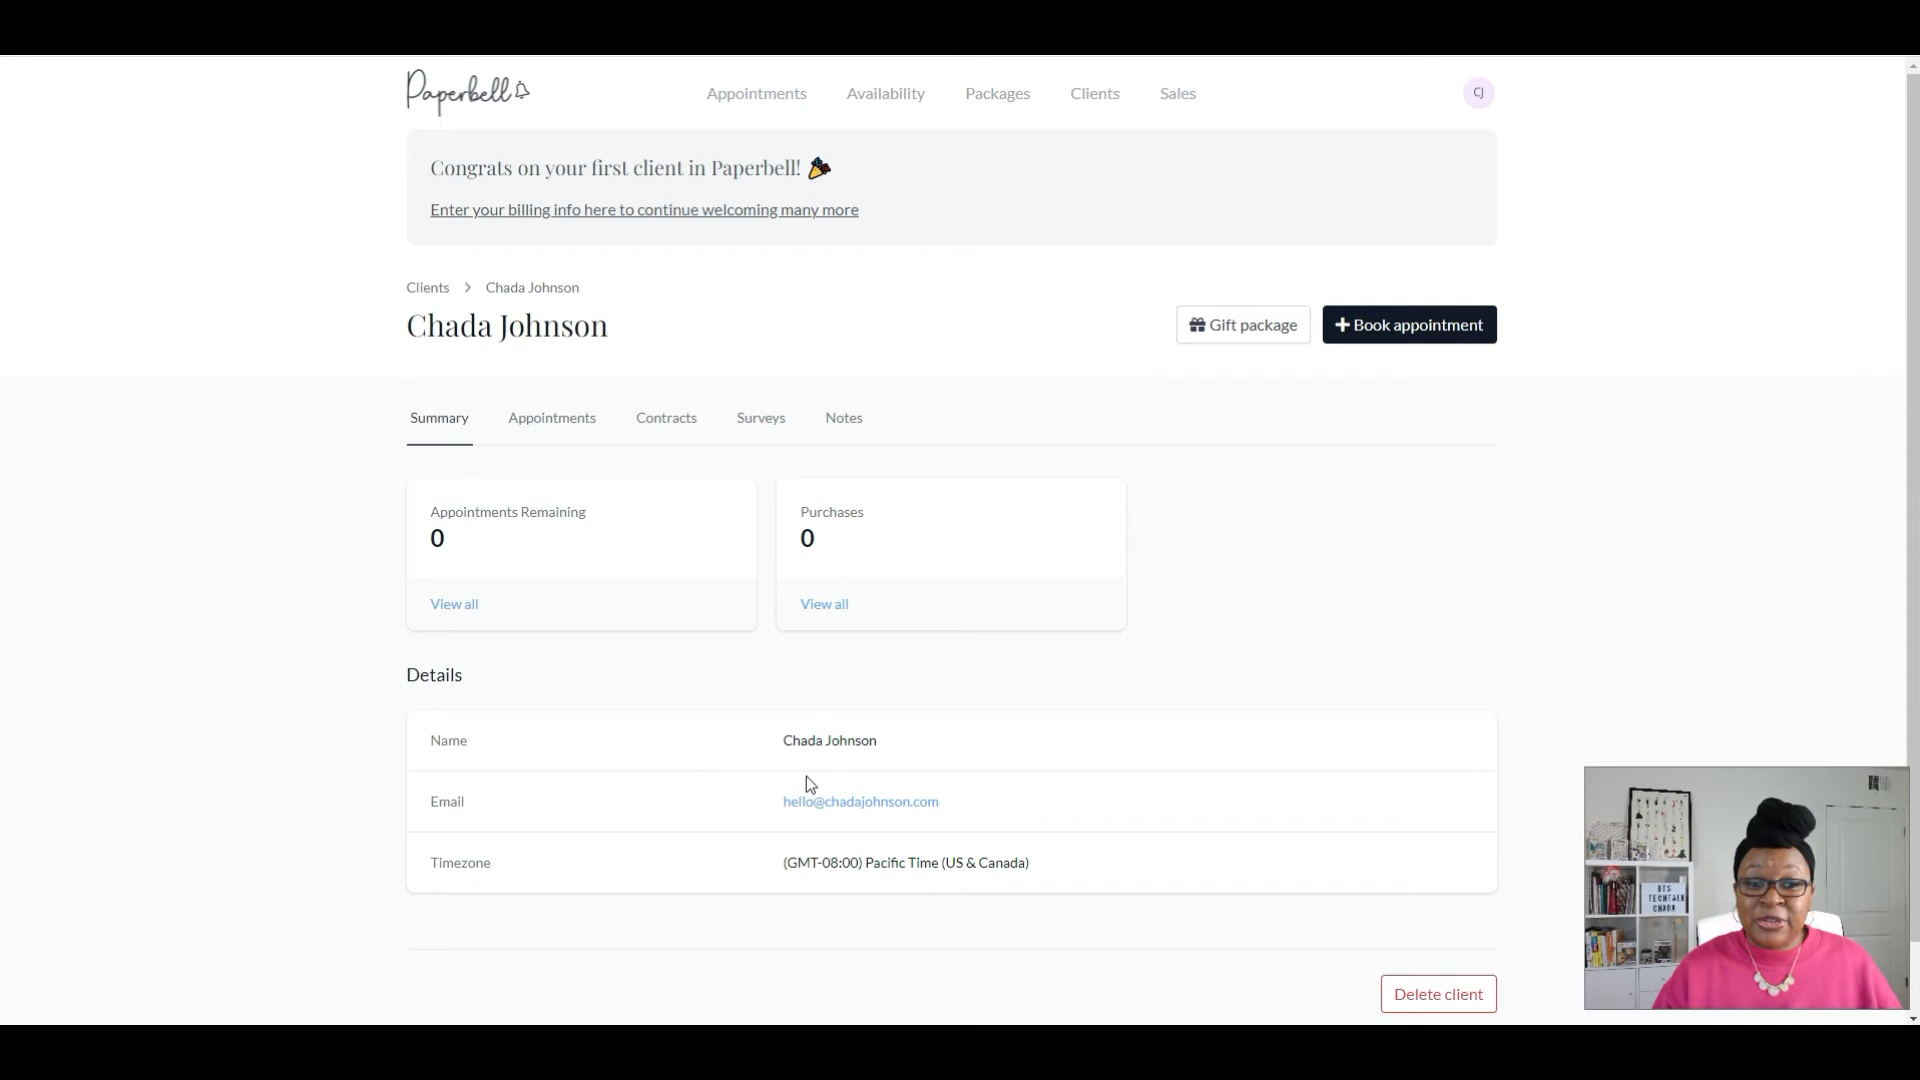 Paperbell
Appointments
Availability
Packages
Clients
Sales
CJ
Congrats on your first client in Paperbell!
Enter your billing info here to continue welcoming many more
Clients > Chada Johnson
Chada Johnson
Gift package
+ Book appointment
Summary
Appointments
Contracts
Surveys
Notes
Appointments Remaining
0
View all
Purchases
0
View all
Details
Name
Chada Johnson
Email
hello@chadajohnson.com
Timezone
(GMT-08:00) Pacific Time (US & Canada)
BTS
TECHTALK
CHADA
Delete client